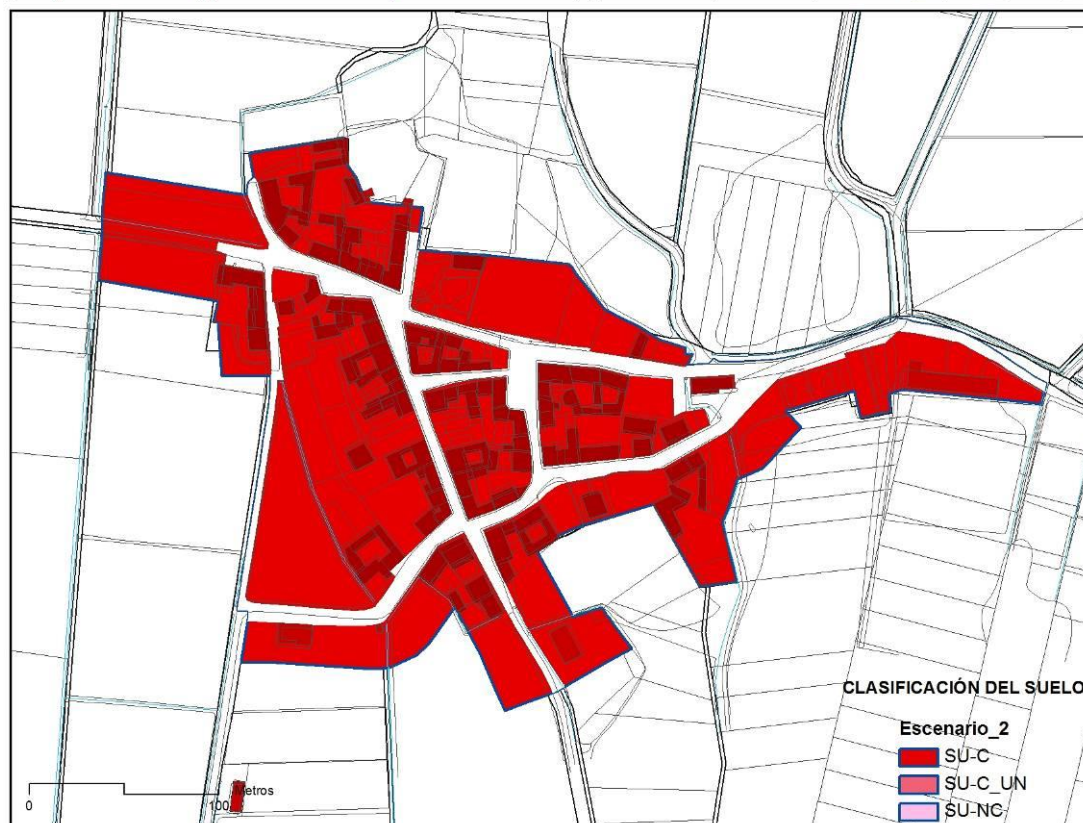 CLASIFICACIÓN DEL SUELO
Escenario_2
SU-C
SU-C_UN
SU-NC
Metros
0 100